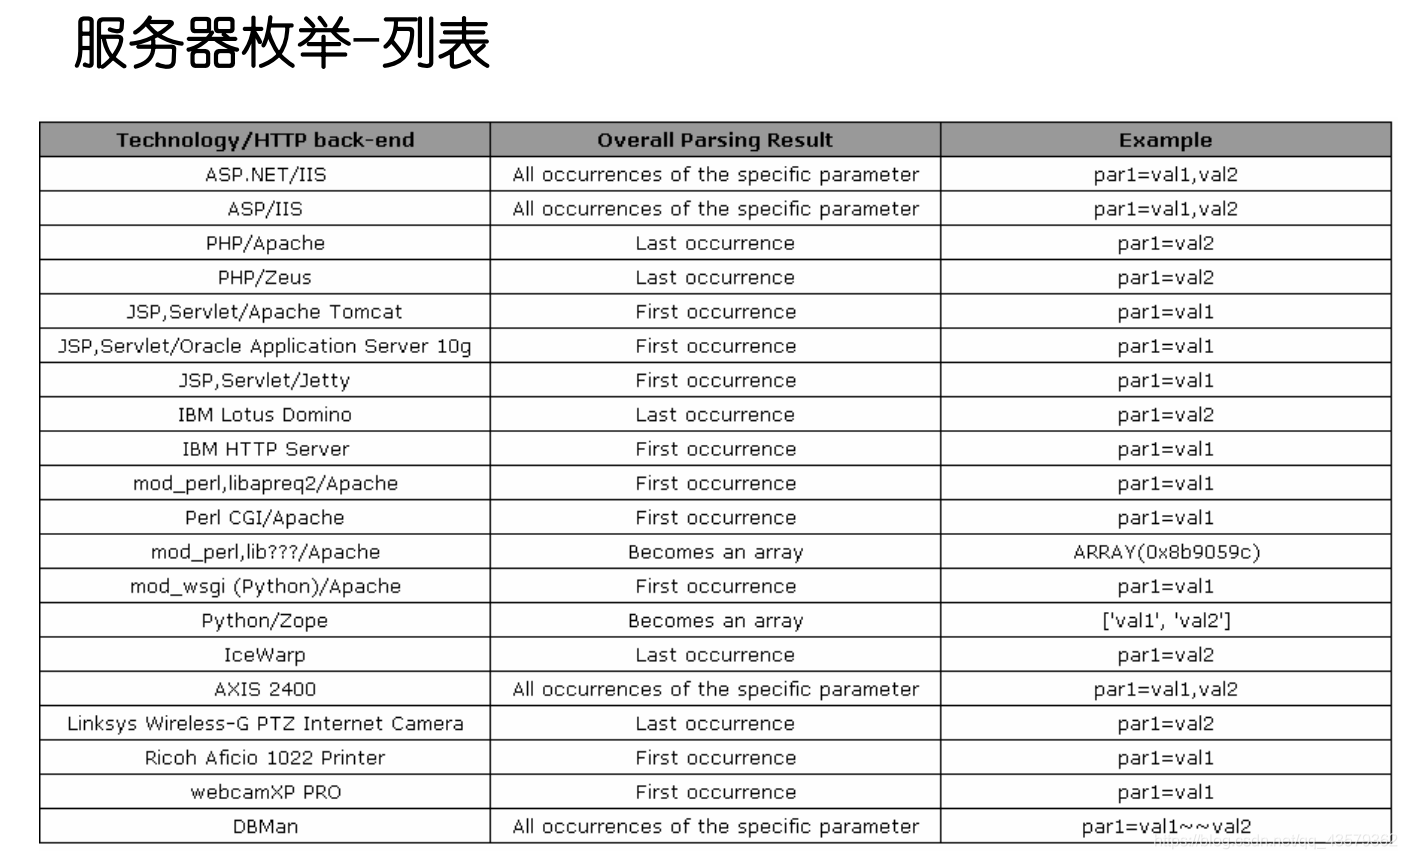 服务器枚举-列表
Technology/HTTP back-end Overall Parsing Result Example
ASP.NET/IIS All occurrences of the specific parameter par1=val1,val2
ASP/IIS All occurrences of the specific parameter par1=val1,val2
PHP/Apache Last occurrence par1=val2
PHP/Zeus Last occurrence par1=val2
JSP,Servlet/Apache Tomcat First occurrence par1=val1
JSP,Servlet/Oracle Application Server 10g First occurrence par1=val1
JSP,Servlet/Jetty First occurrence par1=val1
IBM Lotus Domino Last occurrence par1=val2
IBM HTTP Server First occurrence par1=val1
mod_perl,libapreq2/Apache First occurrence par1=val1
Perl CGI/Apache First occurrence par1=val1
mod_perl,lib???/Apache Becomes an array ARRAY(0x8b9059c)
mod_wsgi (Python)/Apache First occurrence par1=val1
Python/Zope Becomes an array ['val1', 'val2']
IceWarp Last occurrence par1=val2
AXIS 2400 All occurrences of the specific parameter par1=val1,val2
Linksys Wireless-G PTZ Internet Camera Last occurrence par1=val2
Ricoh Aficio 1022 Printer First occurrence par1=val1
webcamXP PRO First occurrence par1=val1
DBMan All occurrences of the specific parameter par1=val1~~val2